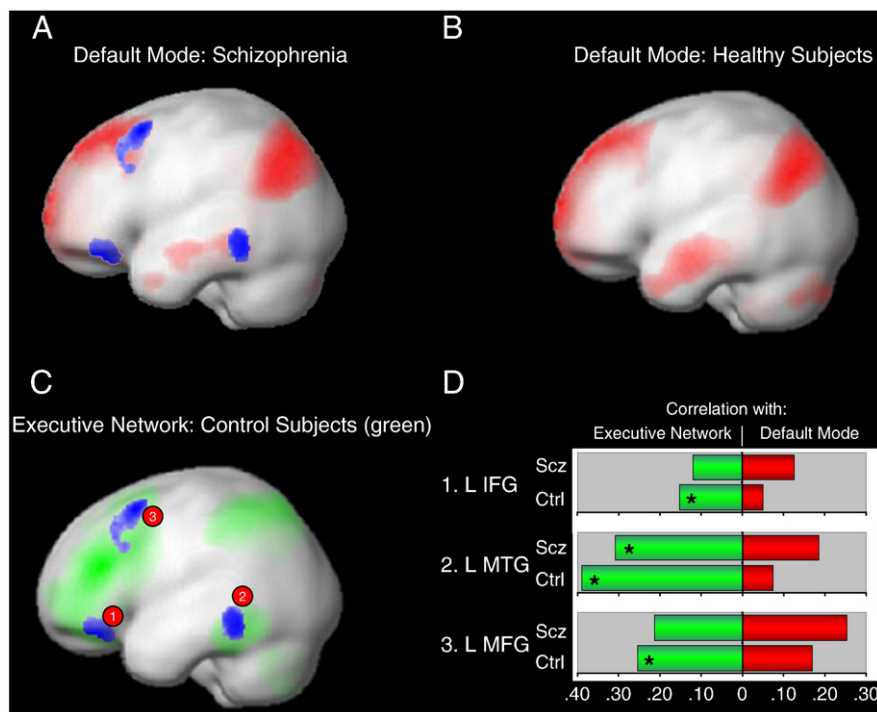 A
Default Mode: Schizophrenia
B
Default Mode: Healthy Subjects
C
Executive Network: Control Subjects (green)
3
2
1
D
Correlation with:
Executive Network | Default Mode
1. L IFG
Scz
Ctrl
*
2. L MTG
Scz
*
Ctrl
*
3. L MFG
Scz
Ctrl
*
.40 .30 .20 .10 0 .10 .20 .30